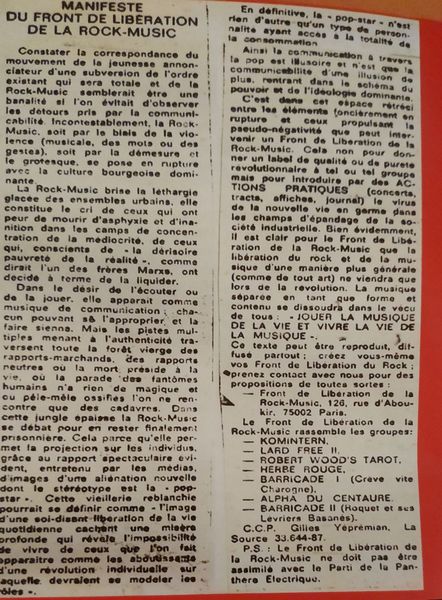 MANIFESTE
DU FRONT DE LIBÉRATION
DE LA ROCK-MUSIC
Constater la correspondance du
mouvement de la jeunesse annon-
ciateur d'une subversion de l'ordre
existant qui sera totale et de la
Rock-Music semblerait être une
banalité si l'on évitait d'observer
les détours pris par la communi-
cabilité. Incontestablement, la Rock-
Music, soit par le biais de la vio-
lence (musicale, des mots ou des
gestes), soit par la démesure et
le grotesque, se pose en rupture
avec la culture bourgeoise domi-
nante.
La Rock-Music brise la léthargie
glacée des ensembles urbains, elle
constitue le cri de ceux qui ont
peur de mourir d'asphyxie et d'ina-
nition dans les camps de concen-
tration de la médiocrité, de ceux
qui, conscients de - la dérisoire
pauvreté de la réalité -, comme
dirait l'un des frères Marxs, ont
décidé à terme de la liquider.
Dans le désir de l'écouter ou
de la jouer, elle apparait comme
musique de communication ; cha-
cun pouvant se l'approprier et la
faire sienne. Mais les pistes mul-
tiples menant à l'authenticité tra-
versent toute la forêt vierge des
rapports-marchands, des rapports
neutres où la mort préside à la
vie, où la parade des fantômes
humains n'a rien de magique et
ou pêle-mêle ossifiés l'on ne ren-
contre que des cadavres. Dans
cette jungle épaisse la Rock-Music
se débat pour en rester finalement
prisonnière. Cela parce qu'elle per-
met la projection sur les individus,
grâce au rapport spectaculaire évi-
dent, entretenu par les médias,
d'images d'une aliénation nouvelle
dont le stéréotype est la - pop-
star -. Cette vieillerie reblanchie
pourrait se définir comme - l'image
d'une soi-disant libération de la vie
quotidienne cachant une misère
profonde qui révèle l'impossibilité
de vivre de ceux que l'on fait
apparaître comme les aboutissants
d'une révolution individuelle sur
laquelle devraient se modeler les
rôles -.
En définitive, la - pop-star - n'est
rien d'autre qu'un type de person-
nalité ayant accès à la totalité de
la consommation
Ainsi la communication à travers
la pop est illusoire et n'est que la
communicabilité d'une illusion de
plus, rentrant dans le schéma du
pouvoir et de l'idéologie dominante.
C'est dans cet espace rétréci
entre les éléments (foncièrement en
rupture et ceux propulsant la
pseudo-négativité que peut inter-
venir un Front de Libération de la
Rock-Music. Cela non pour don-
ner un label de qualité ou de pureté
révolutionnaire à tel ou tel groupe
mais pour introduire par des AC-
TIONS PRATIQUES (concerts,
tracts, affiches, journal) le virus
de la nouvelle vie en germe dans
les champs d'épandage de la so-
ciété industrielle. Bien évidemment,
il est clair pour le Front de Libé-
ration de la Rock-Music que la
libération du rock et de la mu-
sique d'une manière plus générale
(comme de tout art) ne viendra que
lors de la révolution. La musique
séparée en tant que forme et
contenu se dissoudra dans le vécu
de tous : - JOUER LA MUSIQUE
DE LA VIE ET VIVRE LA VIE DE
LA MUSIQUE -.
Ce texte peut être reproduit, dif-
fusé partout ; créez vous-même
vos Front de Libération du Rock ;
prenez contact avec nous pour des
propositions de toutes sortes :
— Front de Libération de la
Rock-Music, 126, rue d'Abou-
kir, 75002 Paris.
Le Front de Libération de la
Rock-Music rassemble les groupes:
— KOMINTERN,
— LARD FREE II,
— ROBERT WOOD'S TAROT,
— HERBE ROUGE,
— BARRICADE I (Crève vite
Charogne),
— ALPHA DU CENTAURE,
— BARRICADE II (Roquet et ses
Levriers Basanés).
C.C.P. Gilles Yéprémian, La
Source 33.644-87.
P.S.: Le Front de Libération de
la Rock-Music ne doit pas être
assimilé avec le Parti de la Pan-
thère Electrique.